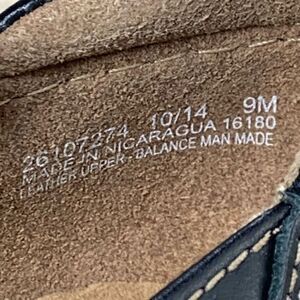 26107274 10/14 9M
MADE IN NICARAGUA 16180
LEATHER UPPER - BALANCE MAN MADE